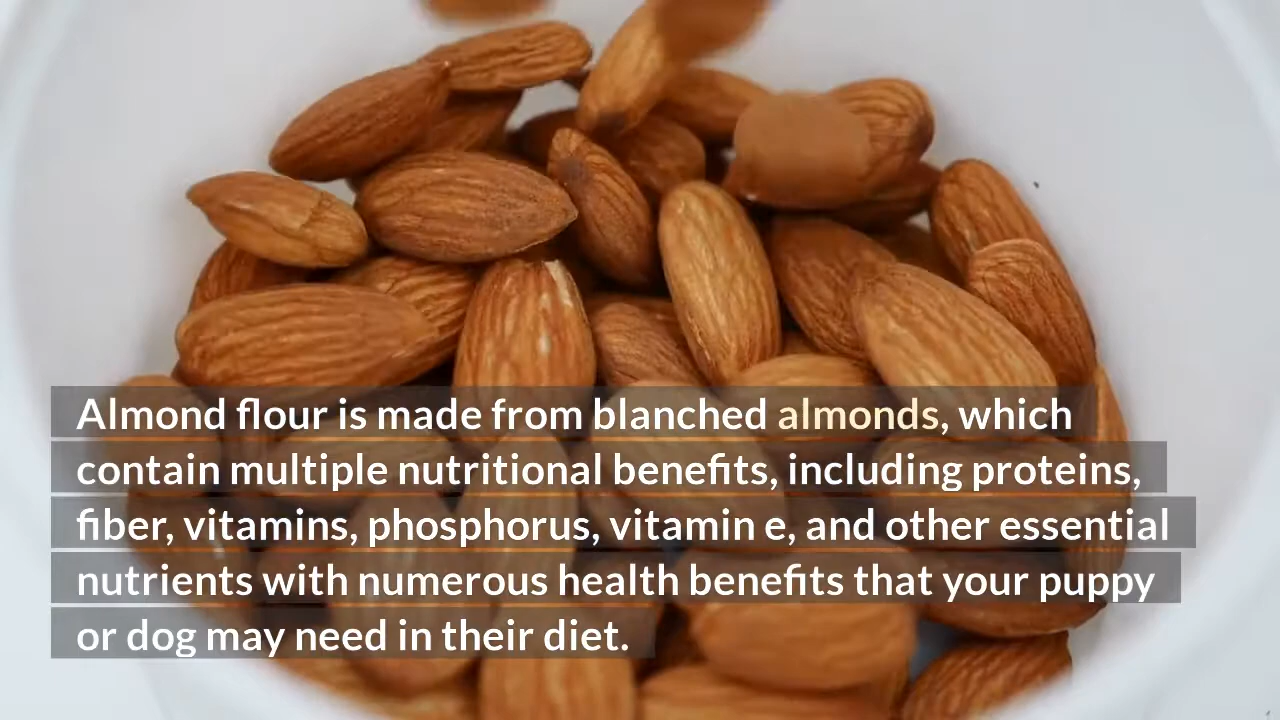 Almond flour is made from blanched almonds, which
contain multiple nutritional benefits, including proteins,
fiber, vitamins, phosphorus, vitamin e, and other essential
nutrients with numerous health benefits that your puppy
or dog may need in their diet.